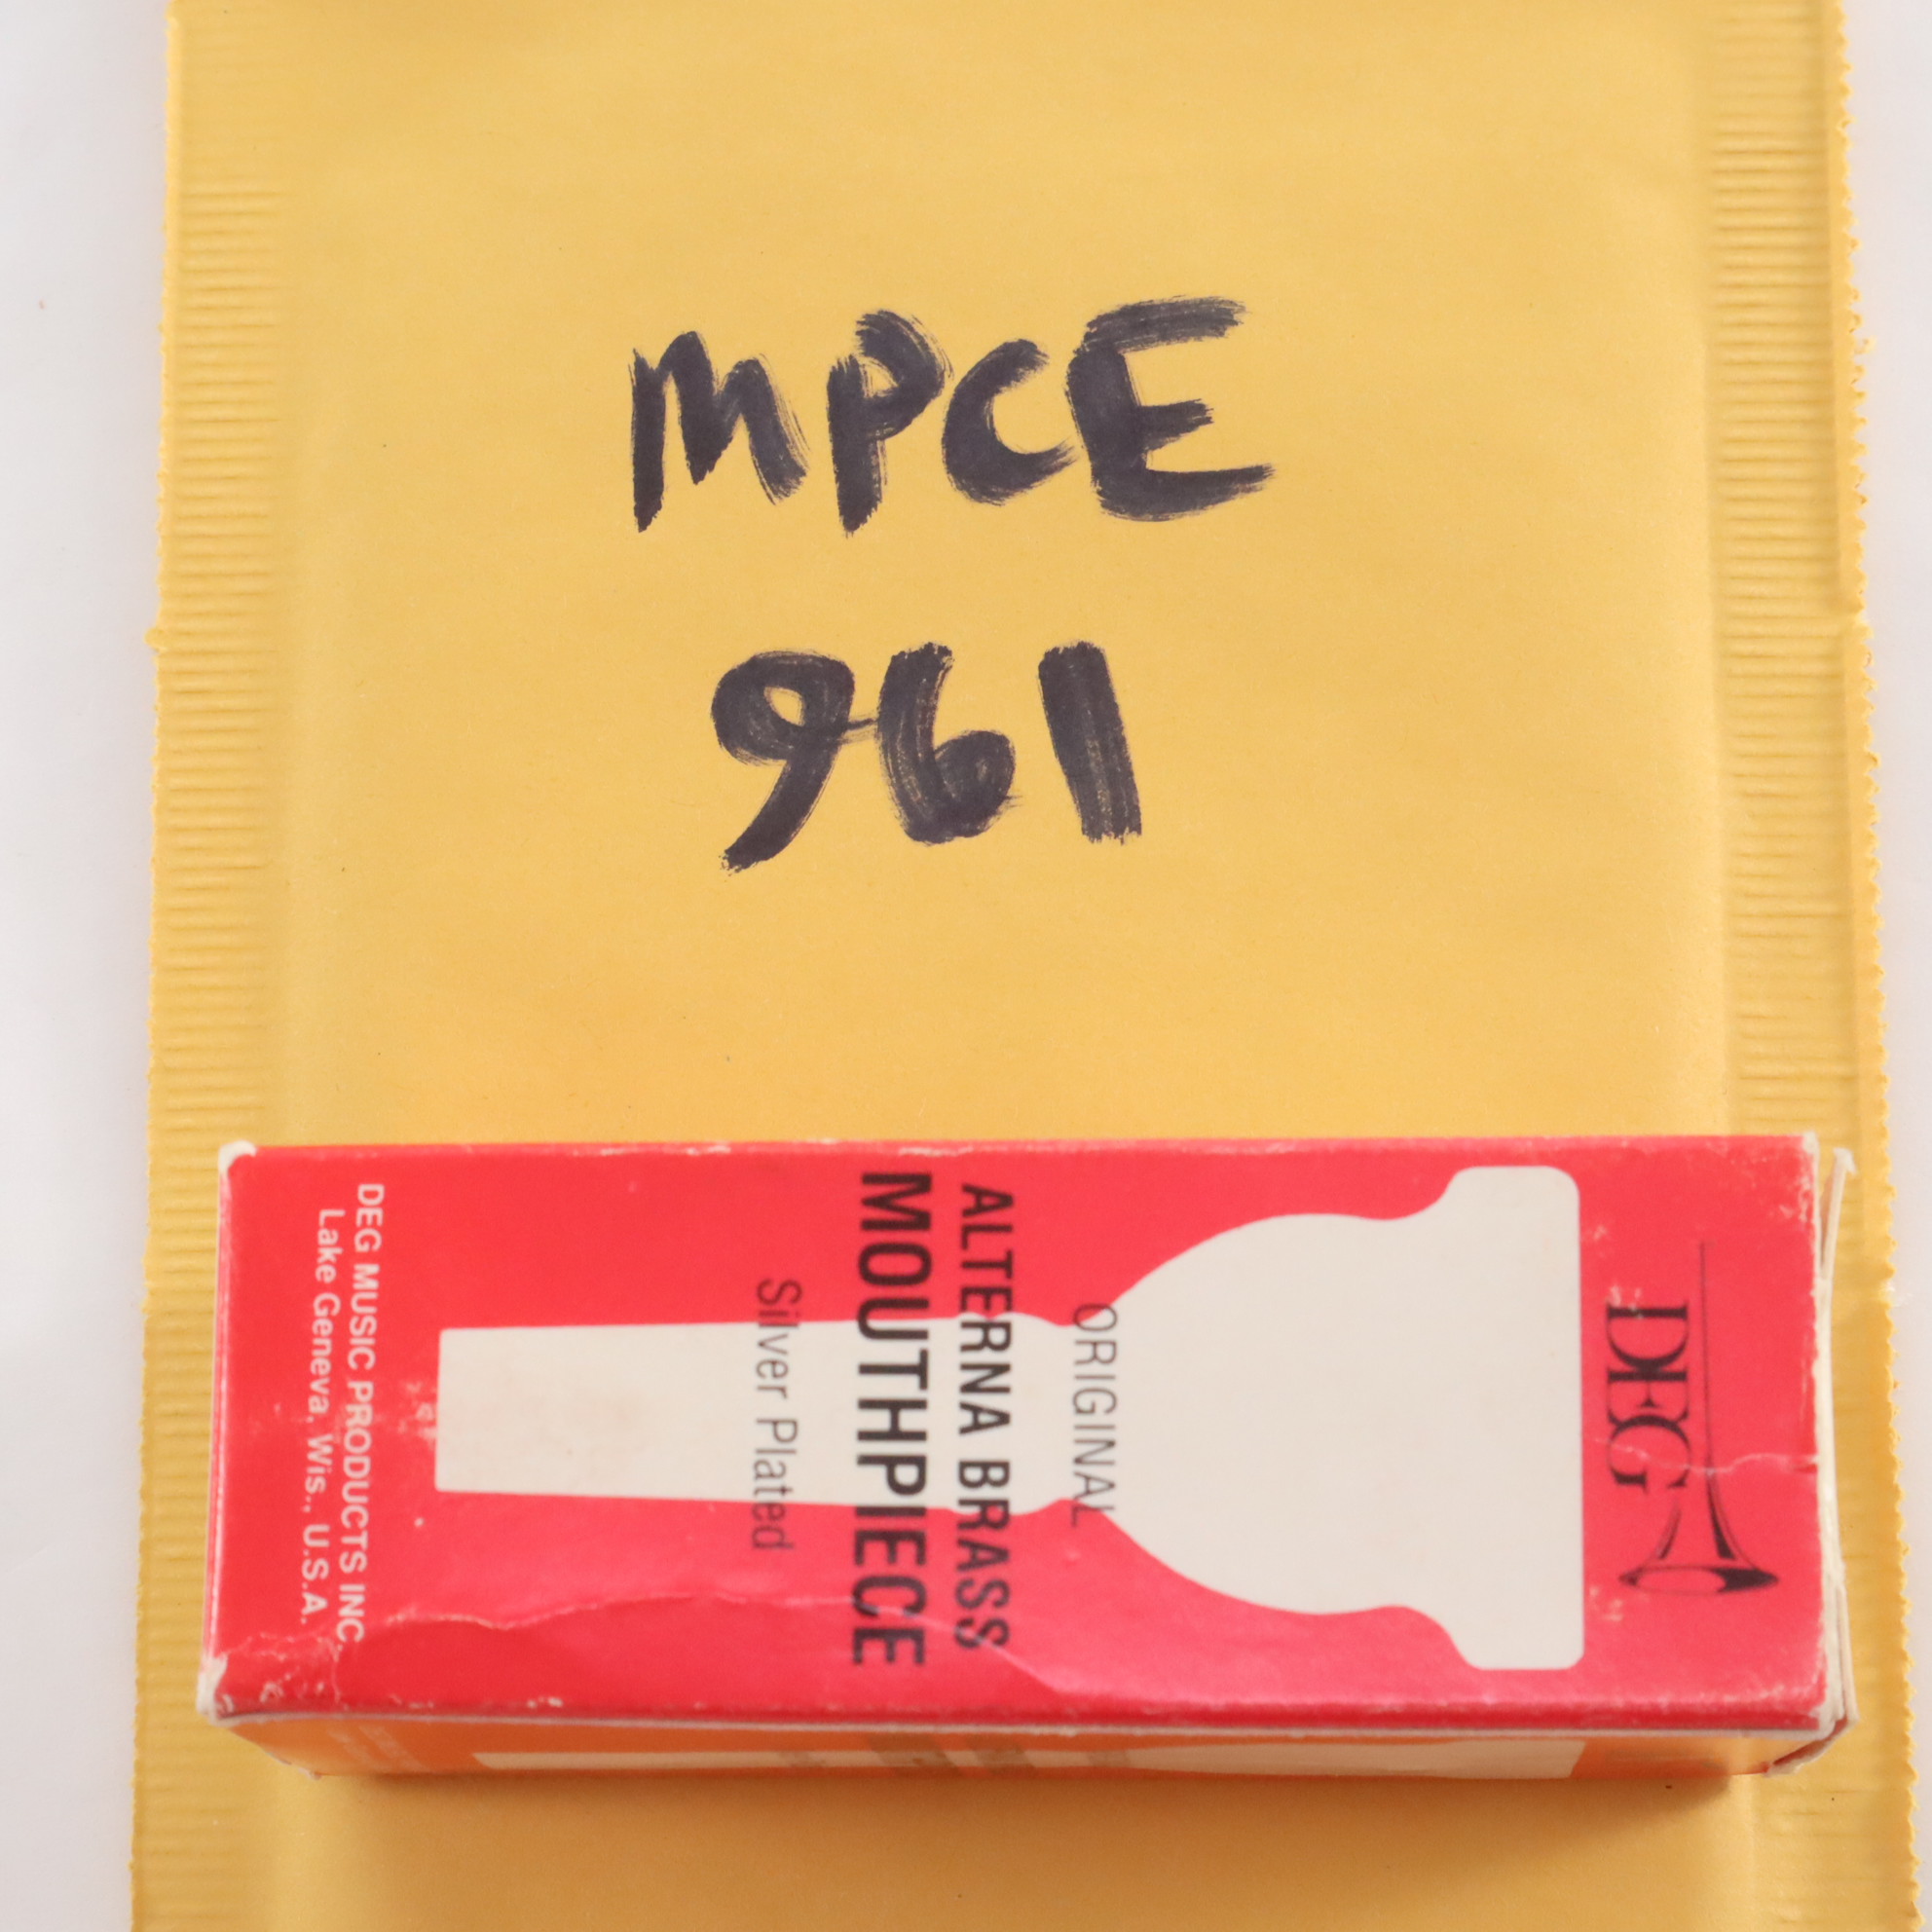 MPCE
961
DEG
ORIGINAL
ALTERNA BRASS
MOUTHPIECE
Silver Plated
DEG MUSIC PRODUCTS INC.
Lake Geneva, Wis., U.S.A.